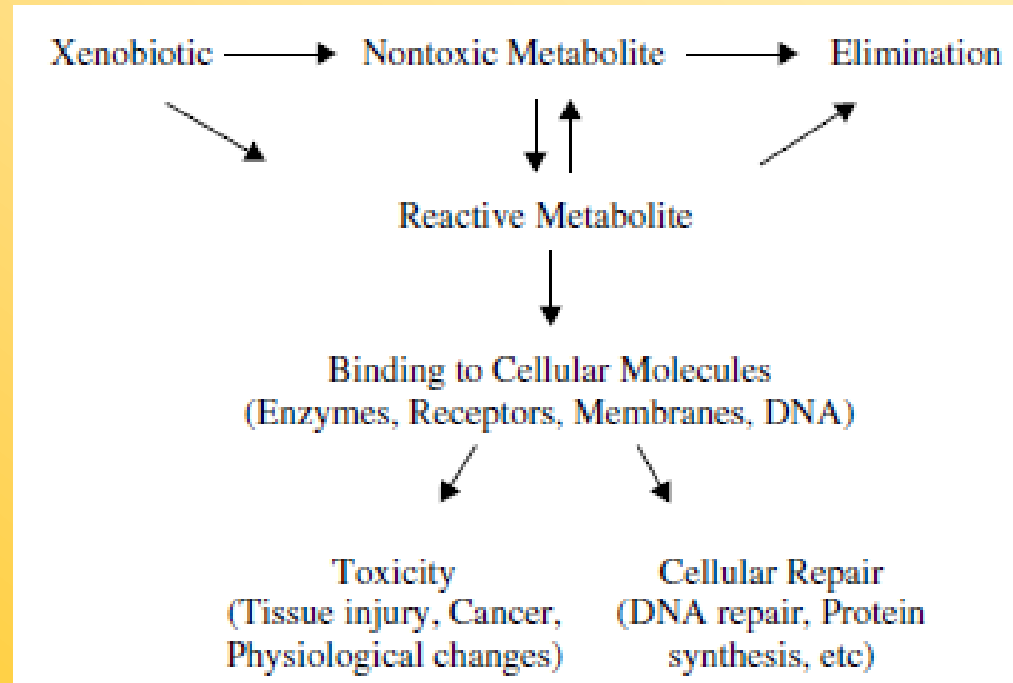 Xenobiotic Nontoxic Metabolite Elimination
Reactive Metabolite
Binding to Cellular Molecules
(Enzymes, Receptors, Membranes, DNA)
Toxicity
(Tissue injury, Cancer,
Physiological changes)
Cellular Repair
(DNA repair, Protein
synthesis, etc)